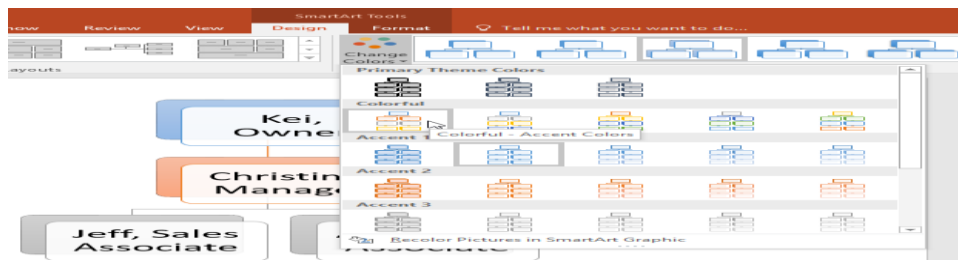 SmartArt Tools
how Review View Design Format Tell me what you want to do...
Change
Colors
ayouts
Primary Theme Colors
Colorful
Colorful - Accent Colors
Accent 1
Accent 2
Accent 3
Recolor Pictures in SmartArt Graphic
Kei,
Owne
Christin
Manag
Jeff, Sales
Associate
Associate